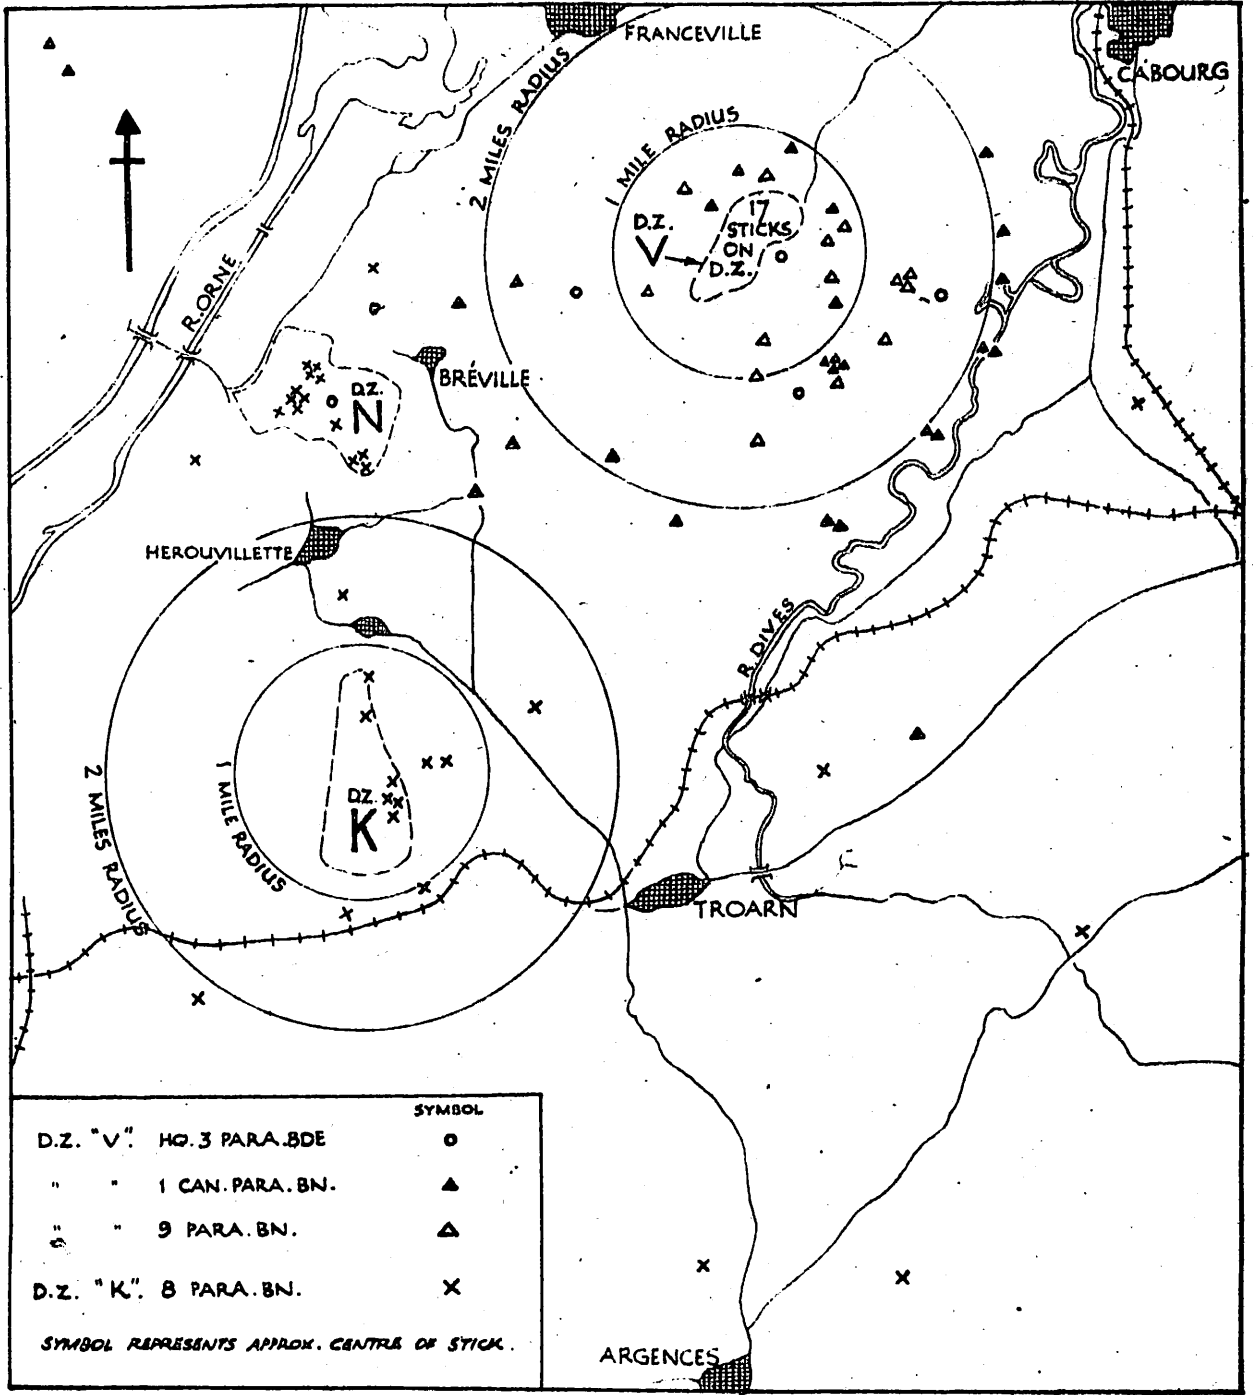 FRANCEVILLE
CABOURG
2 MILES RADIUS
1 MILE RADIUS
D.Z.
V
17
STICKS
ON
D.Z.
R. ORNE
BRÉVILLE
D.Z.
N
HEROUVILLETTE
R. DIVES
D.Z.
K
1 MILE RADIUS
2 MILES RADIUS
TROARN
SYMBOL
D.Z. "V". HQ. 3 PARA. BDE
" " 1 CAN. PARA. BN.
" " 9 PARA. BN.
D.Z. "K". 8 PARA. BN.
SYMBOL REPRESENTS APPROX. CENTRE OF STICK.
ARGENCES